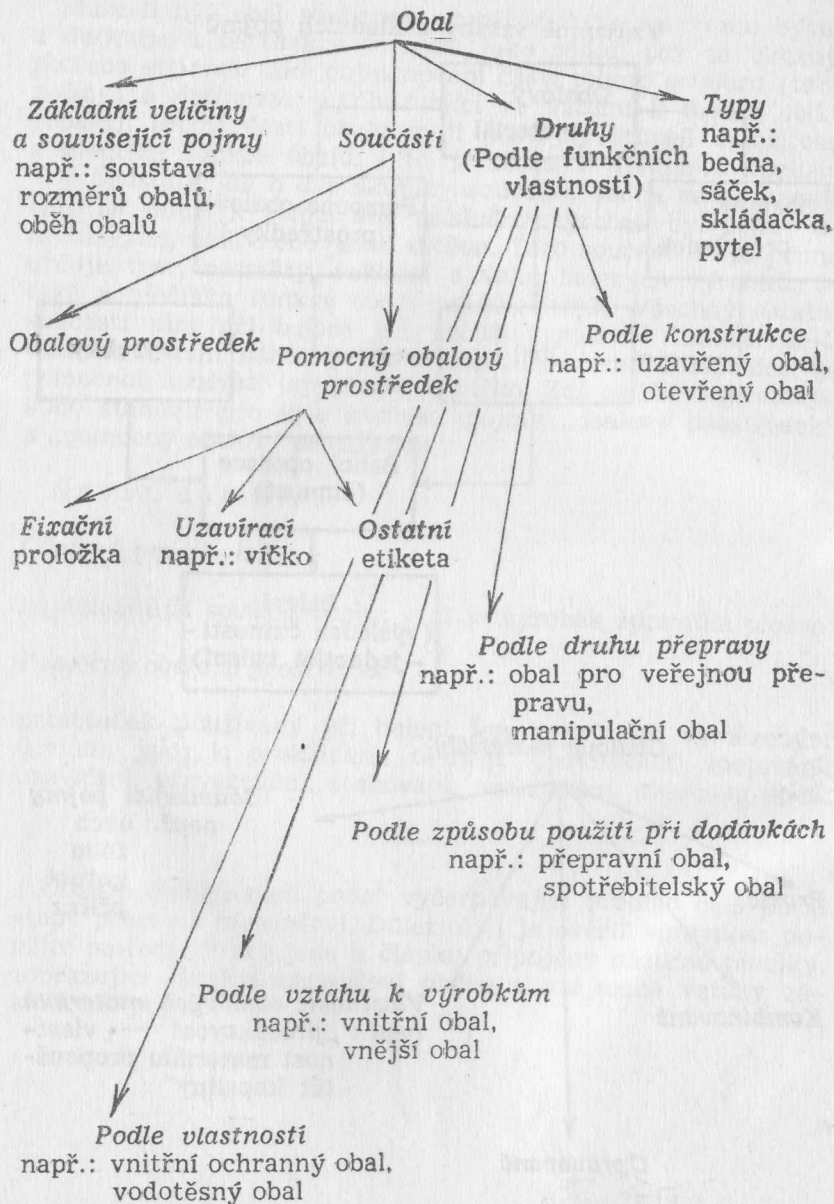 Obal
Základní veličiny
a související pojmy
např.: soustava
rozměrů obalů,
oběh obalů
Součásti
Druhy
(Podle funkčních
vlastností)
Typy
např.:
bedna,
sáček,
skládačka,
pytel
Obalový prostředek
Pomocný obalový
prostředek
Podle konstrukce
např.: uzavřený obal,
otevřený obal
Fixační
proložka
Uzavírací
např.: víčko
Ostatní
etiketa
Podle druhu přepravy
např.: obal pro veřejnou pře-
pravu,
manipulační obal
Podle způsobu použití při dodávkách
např.: přepravní obal,
spotřebitelský obal
Podle vztahu k výrobkům
např.: vnitřní obal,
vnější obal
Podle vlastností
např.: vnitřní ochranný obal,
vodotěsný obal